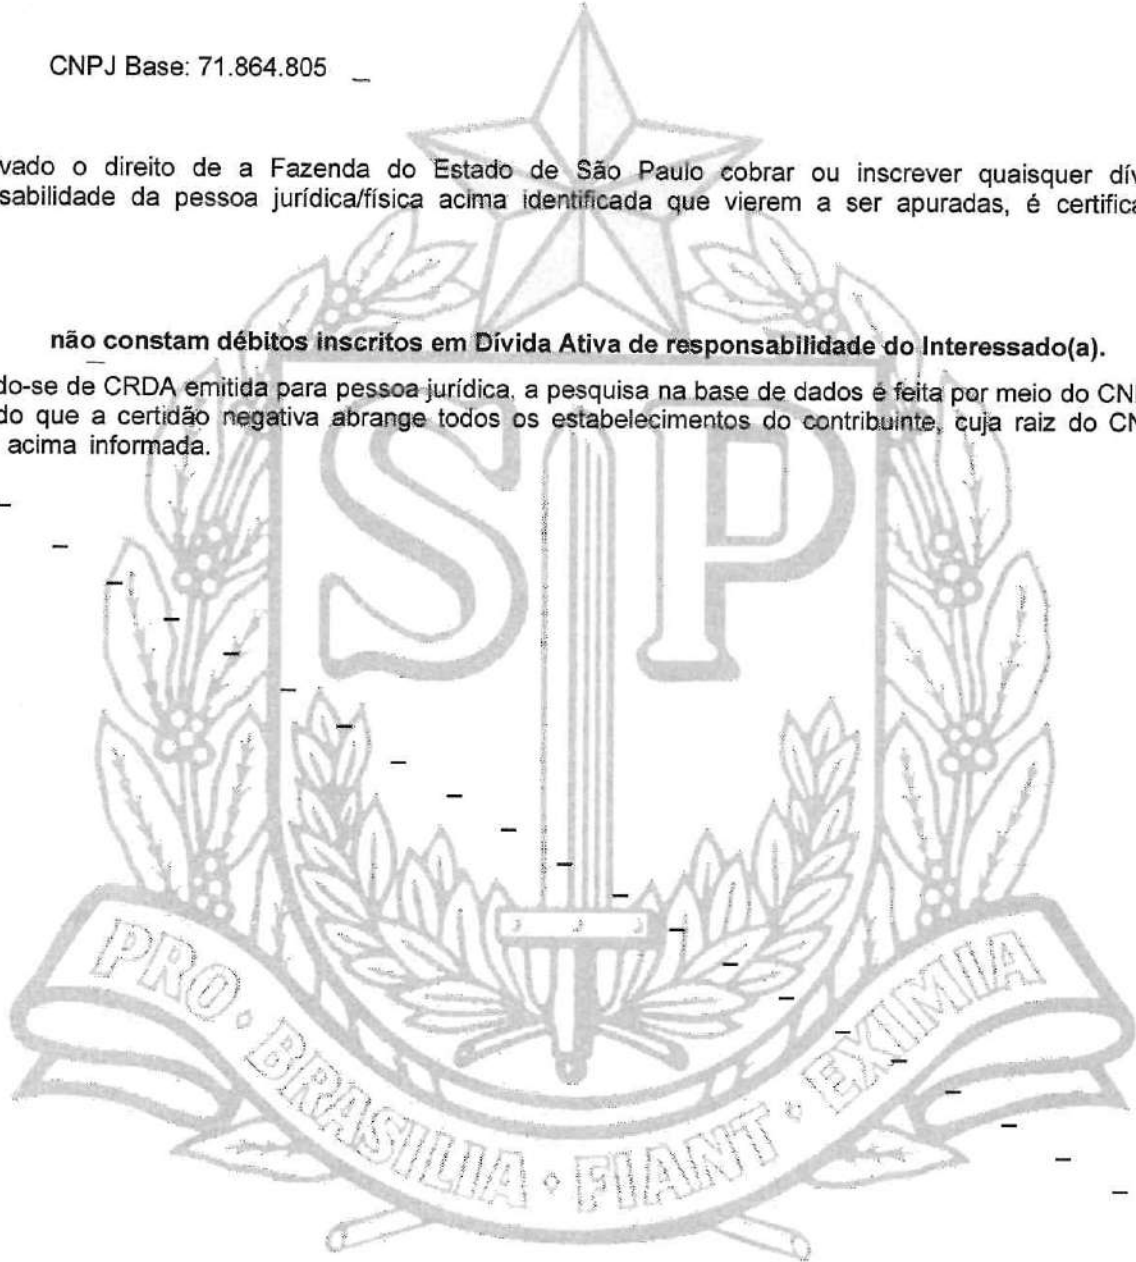 CNPJ Base: 71.864.805
vado o direito de a Fazenda do Estado de São Paulo cobrar ou inscrever quaisquer dív
sabilidade da pessoa jurídica/física acima identificada que vierem a ser apuradas, é certifica
não constam débitos inscritos em Dívida Ativa de responsabilidade do Interessado(a).
do-se de CRDA emitida para pessoa jurídica, a pesquisa na base de dados é feita por meio do CN
do que a certidão negativa abrange todos os estabelecimentos do contribuinte, cuja raiz do CN
acima informada.
SP
PRO BRASILIA FIANT EXIMIA